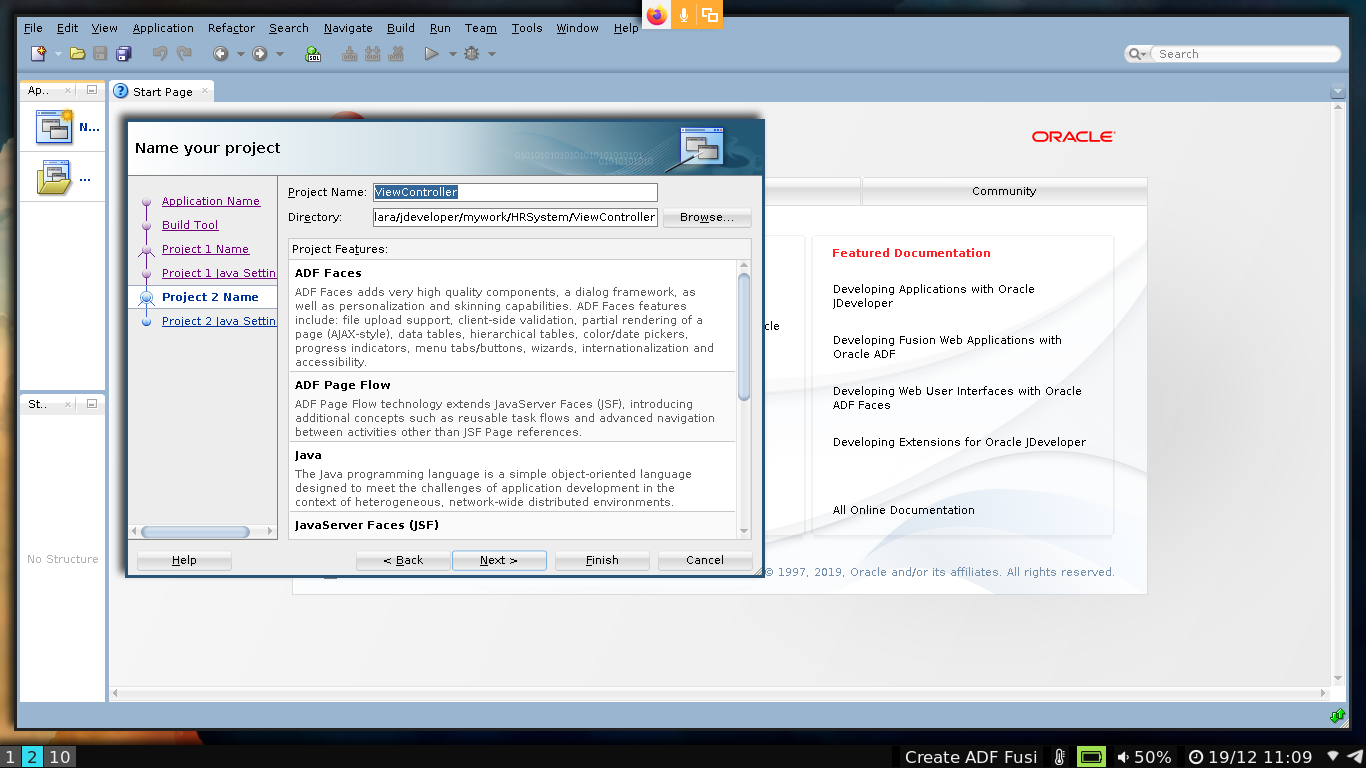 File Edit View Application Refactor Search Navigate Build Run Team Tools Window Help
SQL
Search
Ap..
Start Page
N...
...
Name your project
ORACLE
Community
Application Name
Build Tool
Project 1 Name
Project 1 Java Settin
Project 2 Name
Project 2 Java Settin
Project Name: ViewController
Directory: lara/jdeveloper/mywork/HRSystem/ViewController Browse...
Project Features:
ADF Faces
ADF Faces adds very high quality components, a dialog framework, as
well as personalization and skinning capabilities. ADF Faces features
include: file upload support, client-side validation, partial rendering of a
page (AJAX-style), data tables, hierarchical tables, color/date pickers,
progress indicators, menu tabs/buttons, wizards, internationalization and
accessibility.
ADF Page Flow
ADF Page Flow technology extends JavaServer Faces (JSF), introducing
additional concepts such as reusable task flows and advanced navigation
between activities other than JSF Page references.
Java
The Java programming language is a simple object-oriented language
designed to meet the challenges of application development in the
context of heterogeneous, network-wide distributed environments.
JavaServer Faces (JSF)
Help < Back Next > Finish Cancel
cle
Featured Documentation
Developing Applications with Oracle
JDeveloper
Developing Fusion Web Applications with
Oracle ADF
Developing Web User Interfaces with Oracle
ADF Faces
Developing Extensions for Oracle JDeveloper
All Online Documentation
© 1997, 2019, Oracle and/or its affiliates. All rights reserved.
St..
No Structure
1 2 10
Create ADF Fusi 50% 19/12 11:09